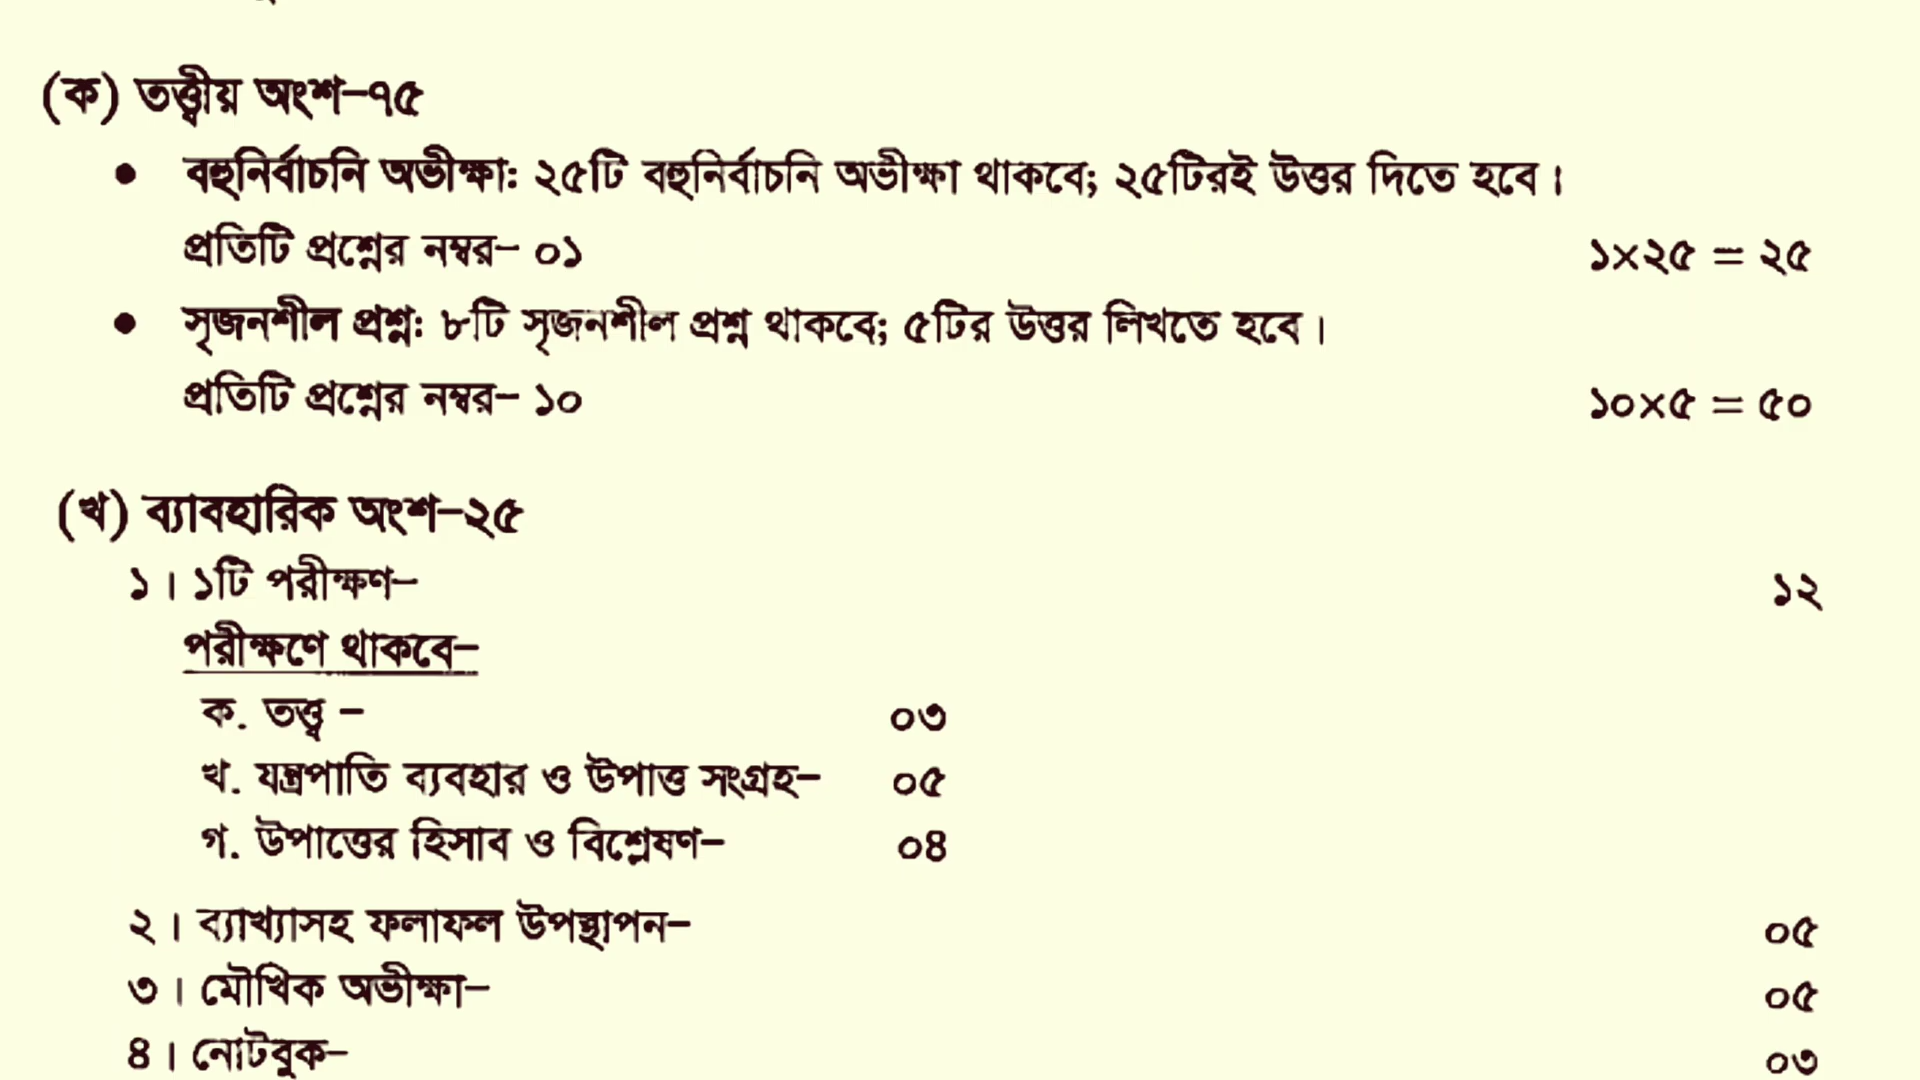 (ক) তত্ত্বীয় অংশ–৭৫
• বহুনির্বাচনি অভীক্ষা: ২৫টি বহুনির্বাচনি অভীক্ষা থাকবে; ২৫টিরই উত্তর দিতে হবে।
প্রতিটি প্রশ্নের নম্বর– ০১ ১×২৫ = ২৫
• সৃজনশীল প্রশ্ন: ৮টি সৃজনশীল প্রশ্ন থাকবে; ৫টির উত্তর লিখতে হবে।
প্রতিটি প্রশ্নের নম্বর– ১০ ১০×৫ = ৫০
(খ) ব্যাবহারিক অংশ–২৫
১। ১টি পরীক্ষণ– ১২
পরীক্ষণে থাকবে–
ক. তত্ত্ব – ০৩
খ. যন্ত্রপাতি ব্যবহার ও উপাত্ত সংগ্রহ– ০৫
গ. উপাত্তের হিসাব ও বিশ্লেষণ– ০৪
২। ব্যাখ্যাসহ ফলাফল উপস্থাপন– ০৫
৩। মৌখিক অভীক্ষা– ০৫
৪। নোটবুক– ০৩